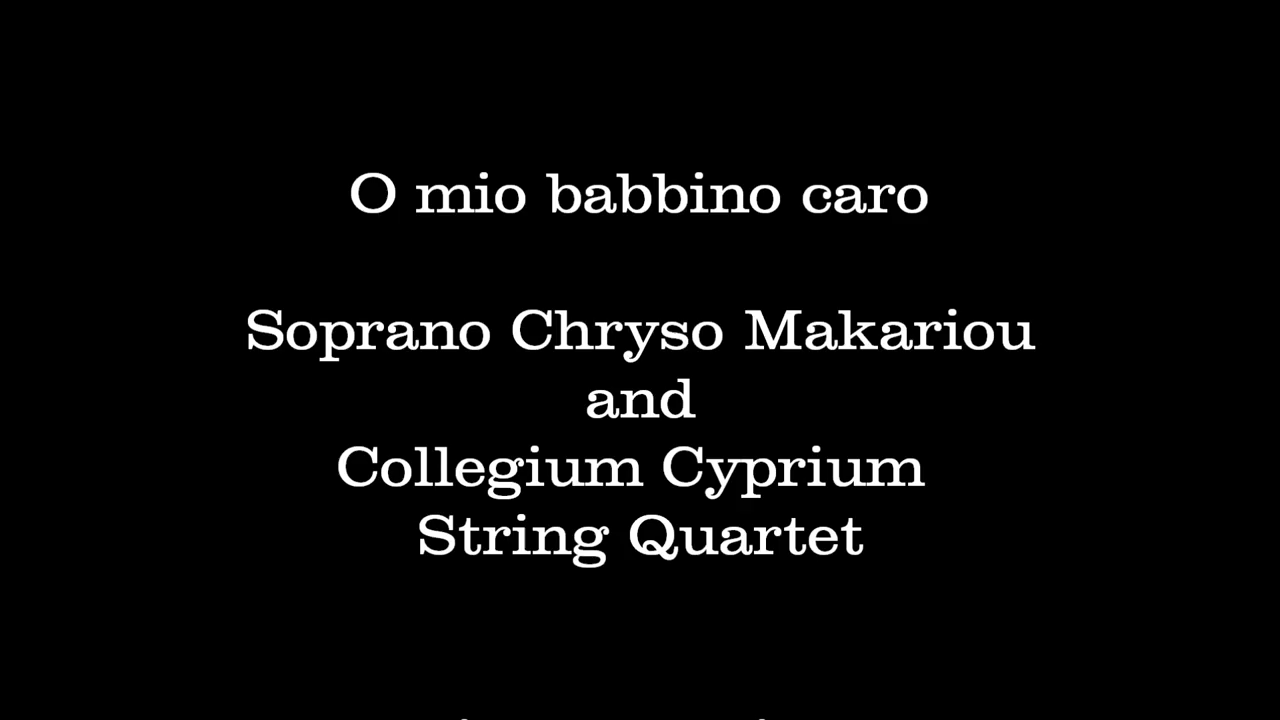 O mio babbino caro
Soprano Chryso Makariou
and
Collegium Cyprium
String Quartet